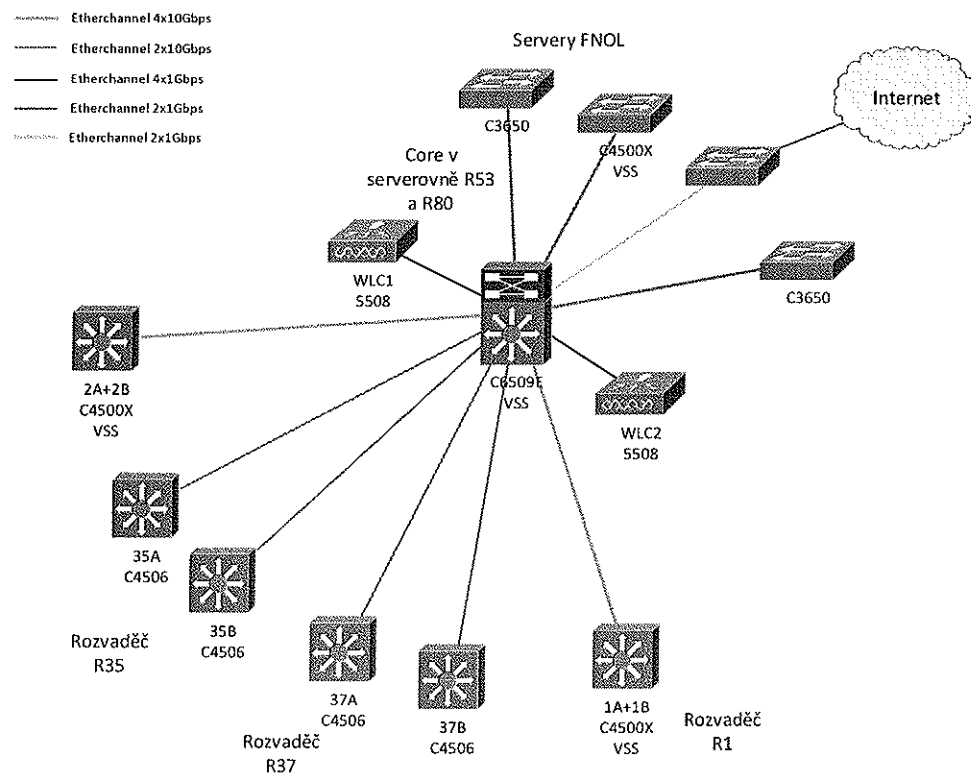 Etherchannel 4x10Gbps
Etherchannel 2x10Gbps
Etherchannel 4x1Gbps
Etherchannel 2x1Gbps
Etherchannel 2x1Gbps
Servery FNOL
C3650
C4500X
VSS
Internet
Core v
serverovně R53
a R80
WLC1
5508
C3650
C6509E
VSS
WLC2
5508
2A+2B
C4500X
VSS
35A
C4506
Rozvaděč
R35
35B
C4506
37A
C4506
Rozvaděč
R37
37B
C4506
1A+1B
C4500X
VSS
Rozvaděč
R1